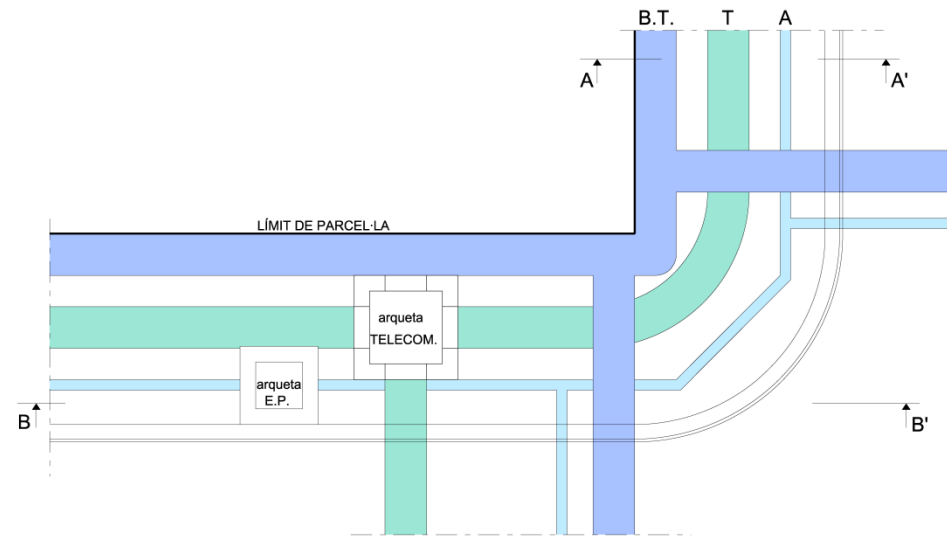 B.T. T A
A A'
LÍMIT DE PARCEL·LA
arqueta
TELECOM.
arqueta
E.P.
B B'